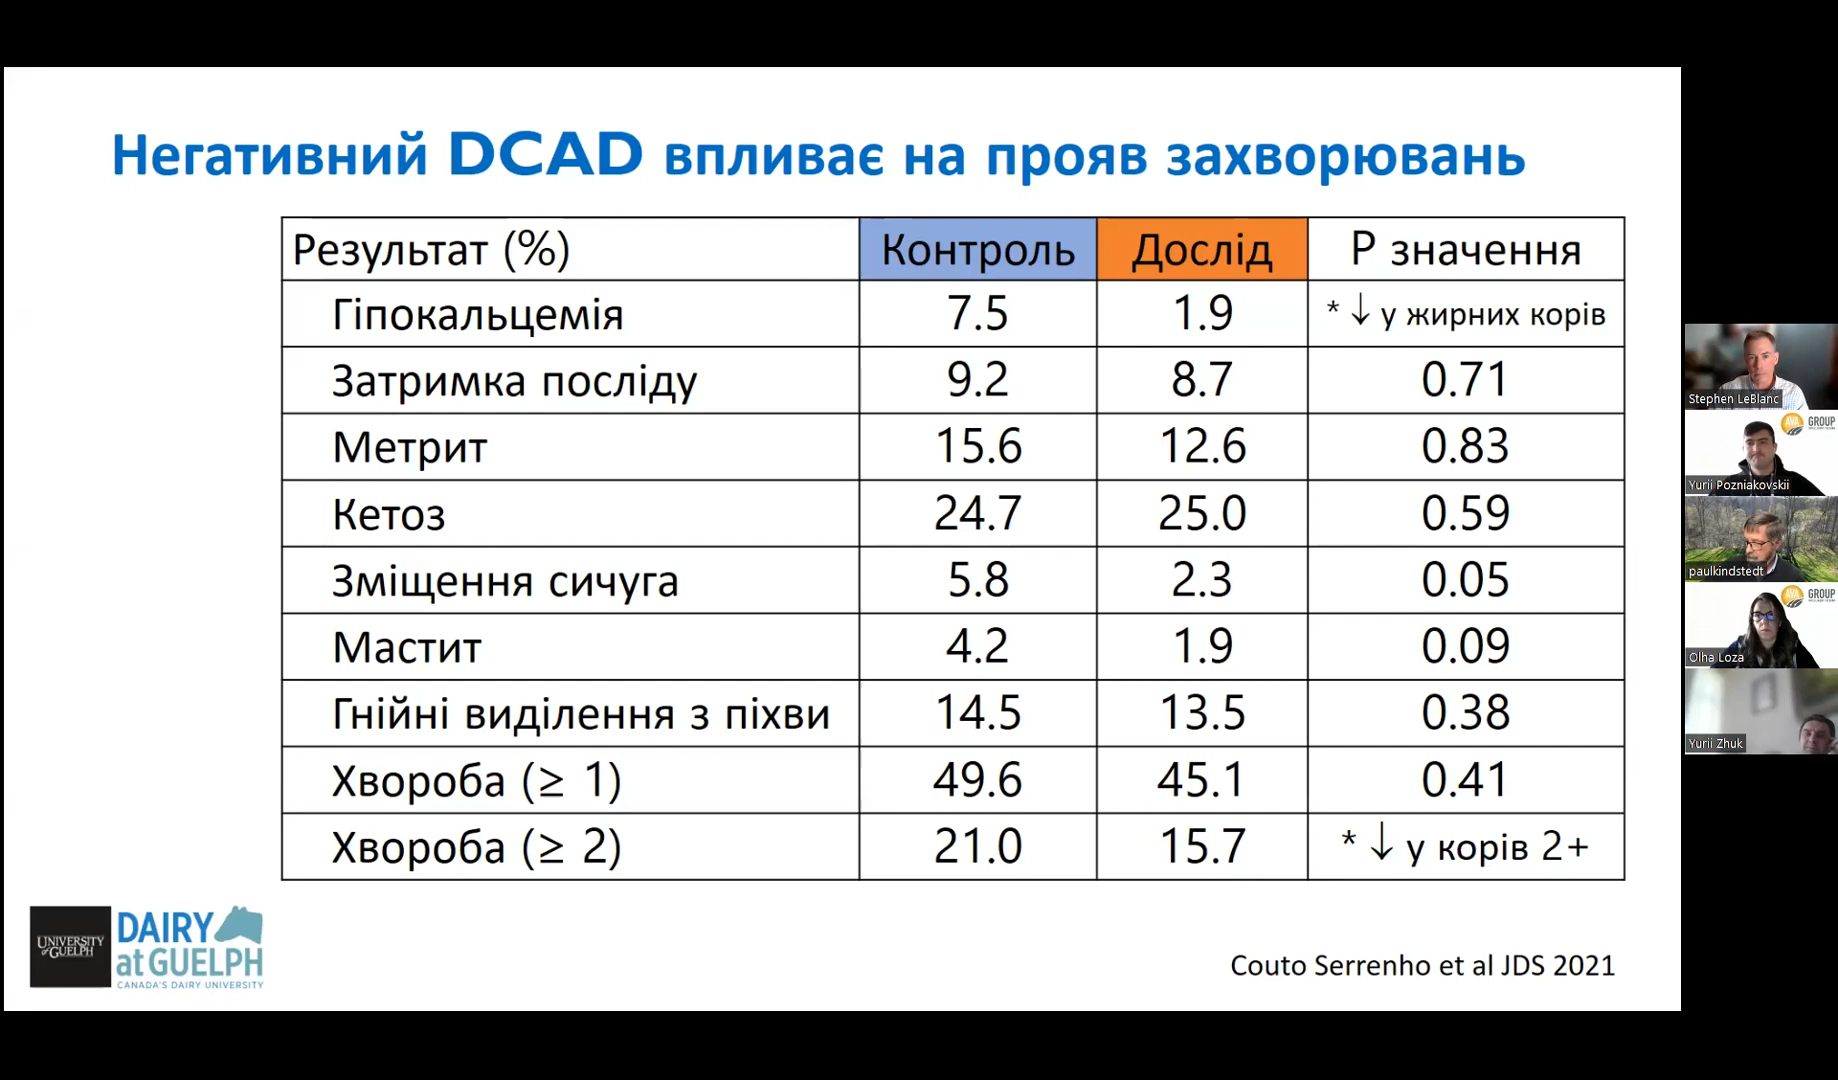 Негативний DCAD впливає на прояв захворювань
Результат (%) Контроль Дослід P значення
Гіпокальцемія 7.5 1.9 * ↓ у жирних корів
Затримка посліду 9.2 8.7 0.71
Метрит 15.6 12.6 0.83
Кетоз 24.7 25.0 0.59
Зміщення сичуга 5.8 2.3 0.05
Мастит 4.2 1.9 0.09
Гнійні виділення з піхви 14.5 13.5 0.38
Хвороба (≥ 1) 49.6 45.1 0.41
Хвороба (≥ 2) 21.0 15.7 * ↓ у корів 2+
UNIVERSITY
of GUELPH
DAIRY
at GUELPH
CANADA'S DAIRY UNIVERSITY
Couto Serrenho et al JDS 2021
Stephen LeBlanc
AVA GROUP
Yurii Pozniakovskii
paulkindstedt
AVA GROUP
Olha Loza
Yurii Zhuk